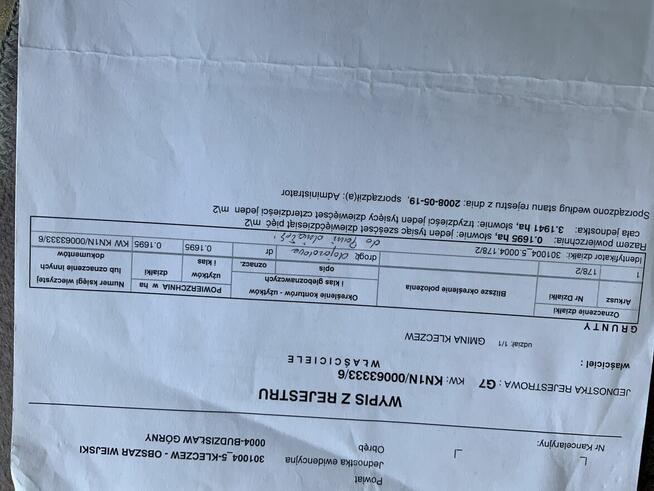 Powiat
Jednostka ewidencyjna 301004_5-KLECZEW - OBSZAR WIEJSKI
Obręb 0004-BUDZISŁAW GÓRNY
Nr Kancelaryjny:
WYPIS Z REJESTRU
JEDNOSTKA REJESTROWA : G7 KW: KN1N/00063333/6
WŁAŚCICIELE
właściciel :
udział: 1/1 GMINA KLECZEW
GRUNTY
Oznaczenie działki
Arkusz
Nr Działki
Bliższe określenie położenia
Określenie konturów - użytków
i klas gleboznawczych
opis
oznacz.
POWIERZCHNIA w ha
użytków
i klas
działki
Numer księgi wieczystej
lub oznaczenie innych
dokumentów
1 178/2 drogi dr 0.1695 0.1695 KW KN1N/00063333/6
Identyfikator działki: 301004_5.0004.178/2
Razem powierzchnia: 0.1695 ha, słownie: jeden tysiąc sześćset dziewięćdziesiąt pięć m/2
cała jednostka: 3.1941 ha, słownie: trzydzieści jeden tysięcy dziewięćset czterdzieści jeden m/2
Sporządzono według stanu rejestru z dnia: 2008-05-19, sporządził(a): Administrator